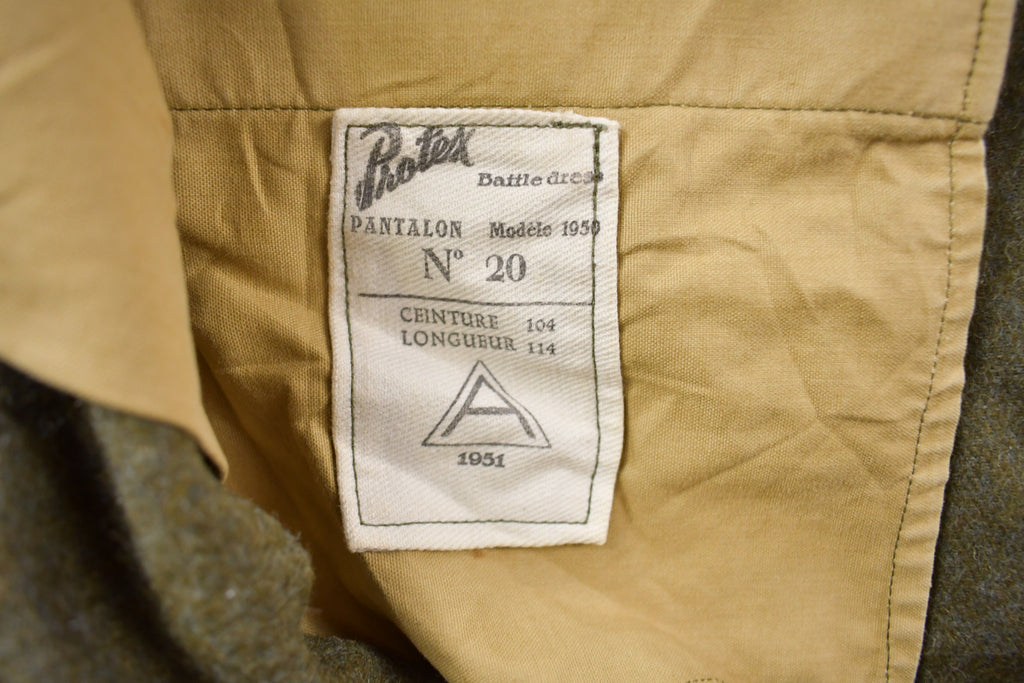 Protex
Battle dress
PANTALON Modèle 1950
N° 20
CEINTURE 104
LONGUEUR 114
A
1951